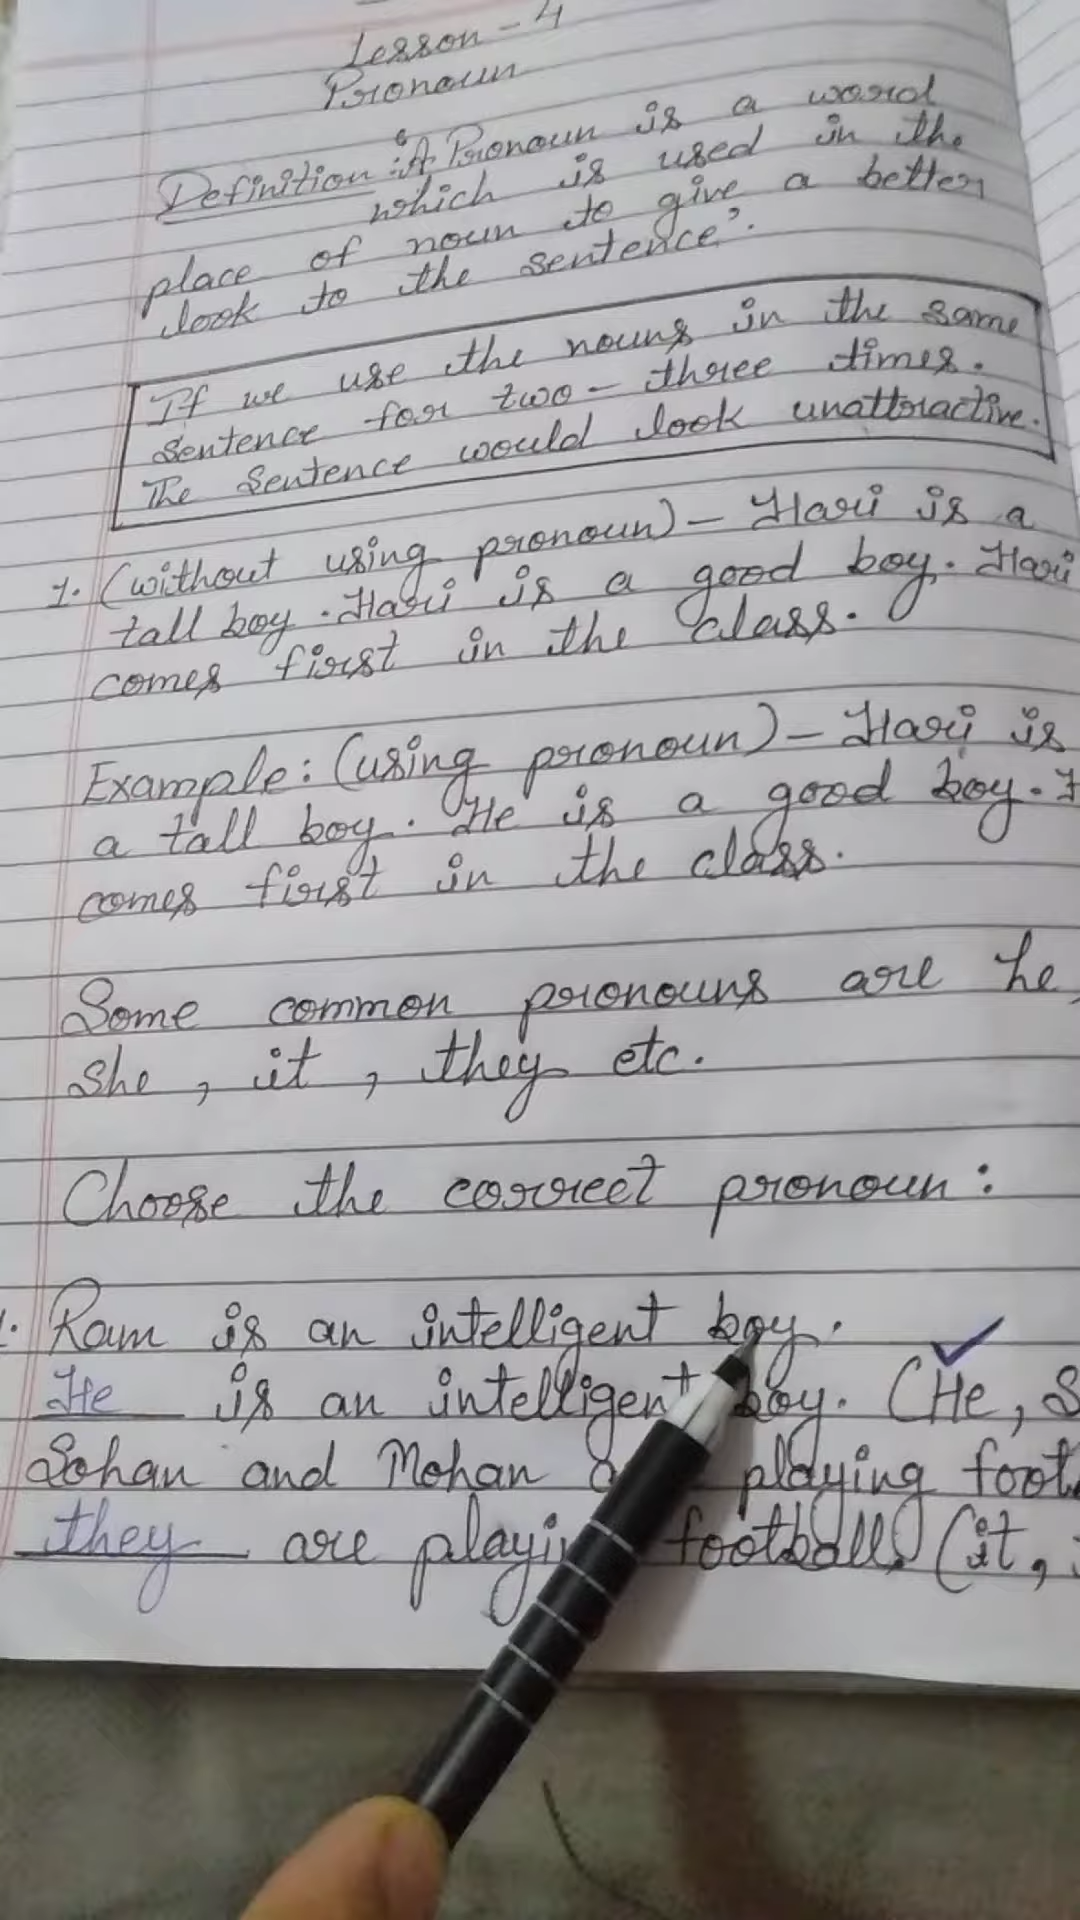 Lesson - 4
Pronoun
Definition : "A Pronoun is a word
which is used in the
place of noun to give a better
look to the sentence".
If we use the nouns in the same
sentence for two - three times.
The sentence would look unattractive.
1. (without using pronoun) - Hari is a
tall boy. Hari is a good boy. Hari
comes first in the class.
Example: (using pronoun) - Hari is
a tall boy. He is a good boy.
comes first in the class.
Some common pronouns are he,
she, it, they etc.
Choose the correct pronoun:
1. Ram is an intelligent boy.
He is an intelligent boy. (He,
Sohan and Mohan playing
they are football. (it,